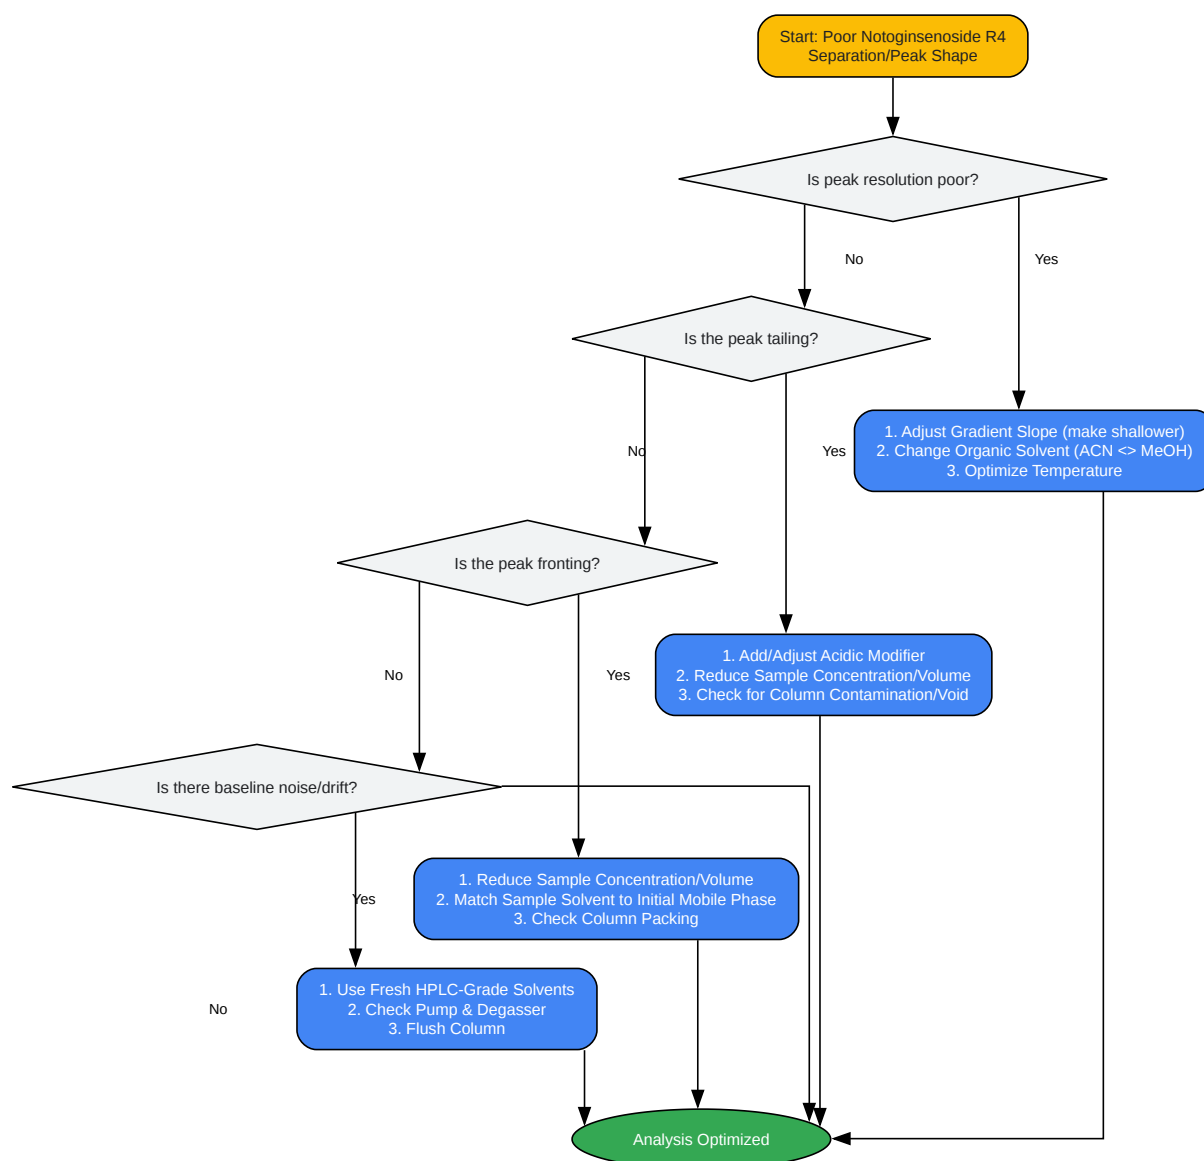 Start: Poor Notoginsenoside R4
Separation/Peak Shape
Is peak resolution poor?
No
Yes
Is the peak tailing?
No
Yes
1. Adjust Gradient Slope (make shallower)
2. Change Organic Solvent (ACN <> MeOH)
3. Optimize Temperature
Is the peak fronting?
No
Yes
1. Add/Adjust Acidic Modifier
2. Reduce Sample Concentration/Volume
3. Check for Column Contamination/Void
Is there baseline noise/drift?
Yes
1. Reduce Sample Concentration/Volume
2. Match Sample Solvent to Initial Mobile Phase
3. Check Column Packing
No
1. Use Fresh HPLC-Grade Solvents
2. Check Pump & Degasser
3. Flush Column
Analysis Optimized